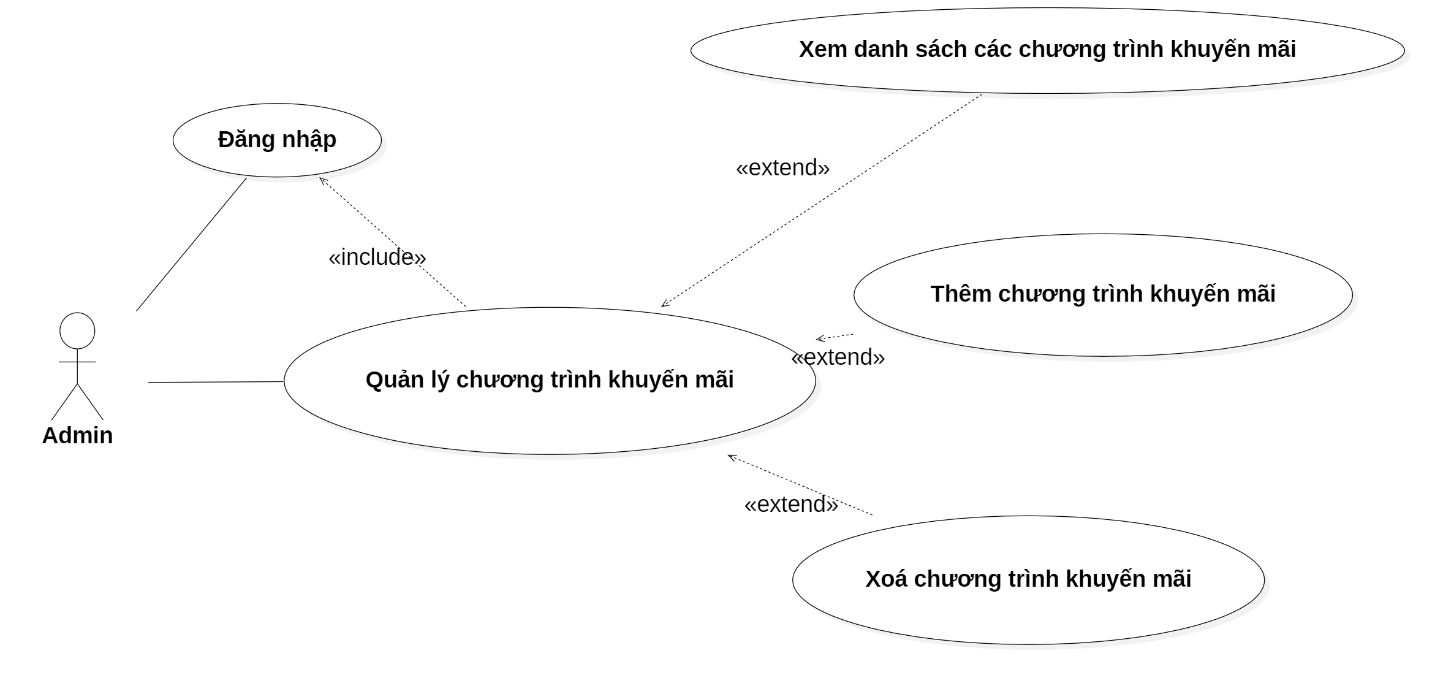 Xem danh sách các chương trình khuyến mãi
Đăng nhập
«extend»
«include»
Thêm chương trình khuyến mãi
«extend»
Quản lý chương trình khuyến mãi
Admin
«extend»
Xoá chương trình khuyến mãi